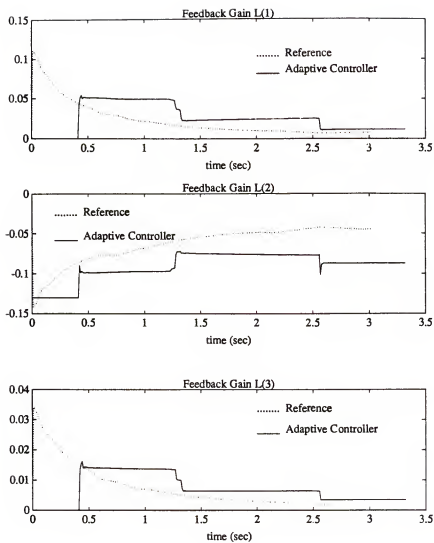 Feedback Gain L(1)
0.15
Reference
Adaptive Controller
0.1
0.05
0
0 0.5 1 1.5 2 2.5 3 3.5
time (sec)
Feedback Gain L(2)
0
Reference
-0.05
Adaptive Controller
-0.1
-0.15
0 0.5 1 1.5 2 2.5 3 3.5
time (sec)
Feedback Gain L(3)
0.04
Reference
0.03
Adaptive Controller
0.02
0.01
0
0 0.5 1 1.5 2 2.5 3 3.5
time (sec)